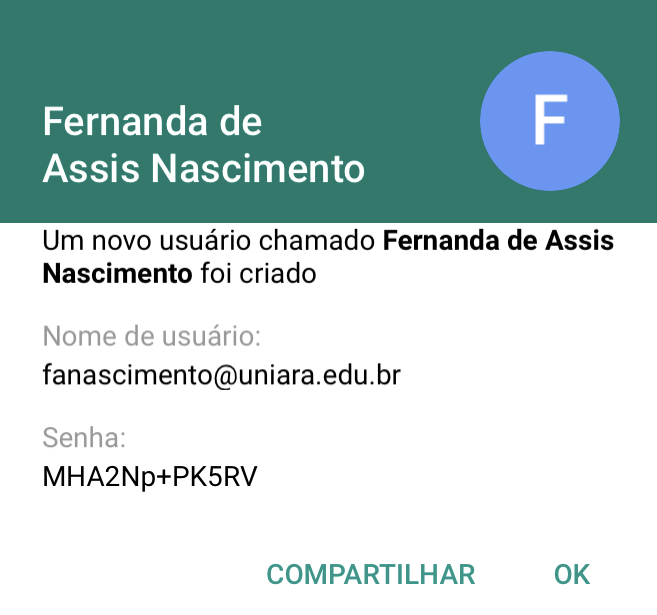 Fernanda de
Assis Nascimento
F
Um novo usuário chamado Fernanda de Assis
Nascimento foi criado
Nome de usuário:
fanascimento@uniara.edu.br
Senha:
MHA2Np+PK5RV
COMPARTILHAR OK